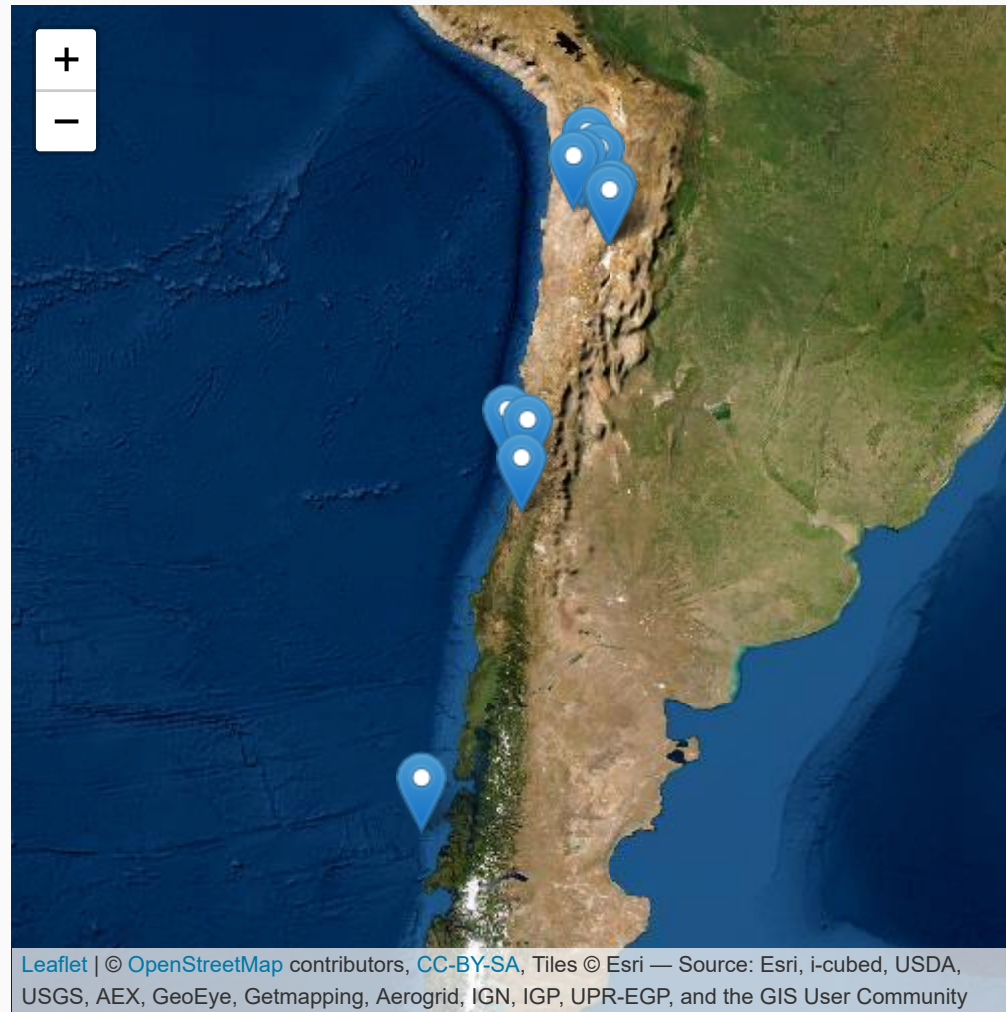 +
−
Leaflet | © OpenStreetMap contributors, CC-BY-SA, Tiles © Esri — Source: Esri, i-cubed, USDA,
USGS, AEX, GeoEye, Getmapping, Aerogrid, IGN, IGP, UPR-EGP, and the GIS User Community